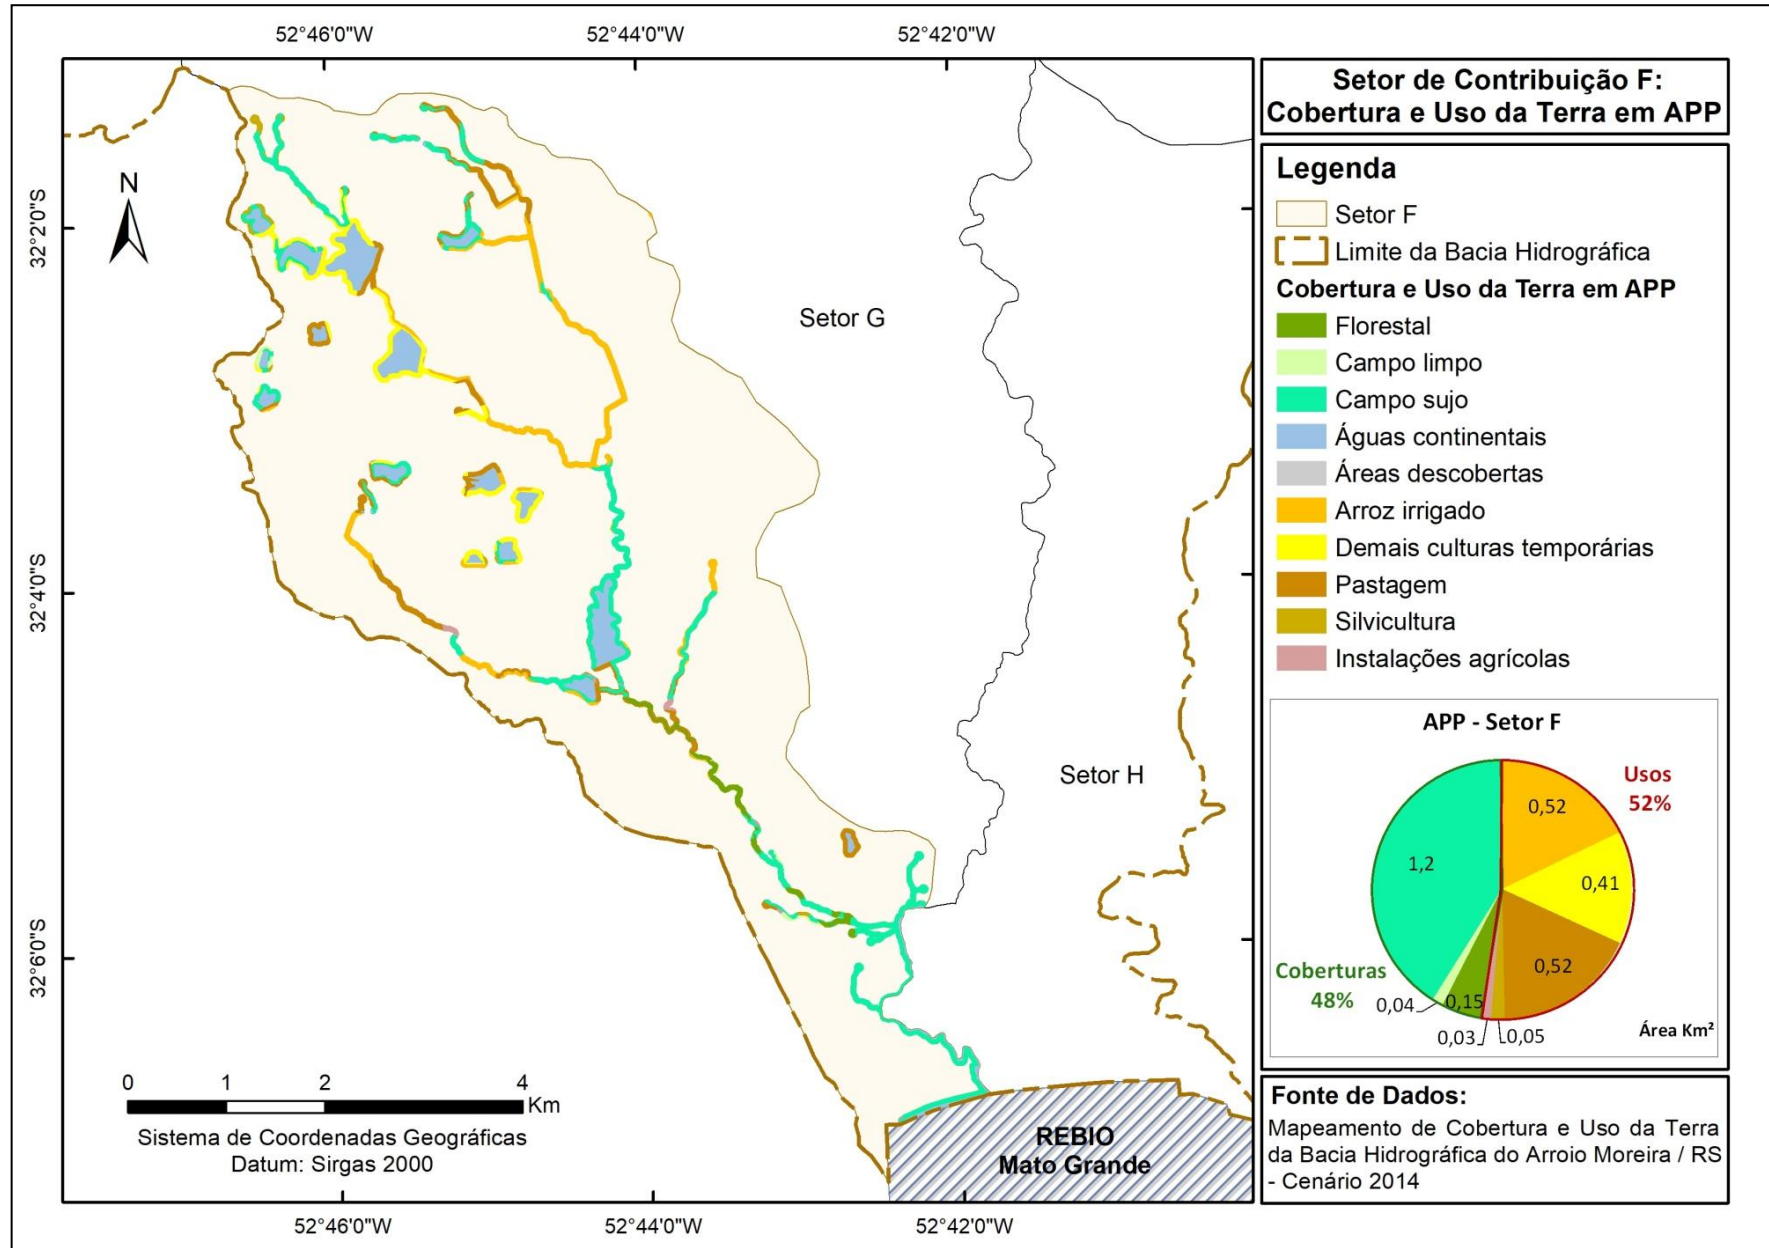 52°46'0"W
52°44'0"W
52°42'0"W
32°2'0"S
32°4'0"S
32°6'0"S
N
Setor G
Setor H
REBIO
Mato Grande
0 1 2 4
Km
Sistema de Coordenadas Geográficas
Datum: Sirgas 2000
52°46'0"W
52°44'0"W
52°42'0"W
Setor de Contribuição F:
Cobertura e Uso da Terra em APP
Legenda
Setor F
Limite da Bacia Hidrográfica
Cobertura e Uso da Terra em APP
Florestal
Campo limpo
Campo sujo
Águas continentais
Áreas descobertas
Arroz irrigado
Demais culturas temporárias
Pastagem
Silvicultura
Instalações agrícolas
APP - Setor F
Usos
52%
0,52
1,2
0,41
0,52
Coberturas
48%
0,04
0,15
0,03
0,05
Área Km²
Fonte de Dados:
Mapeamento de Cobertura e Uso da Terra
da Bacia Hidrográfica do Arroio Moreira / RS
- Cenário 2014